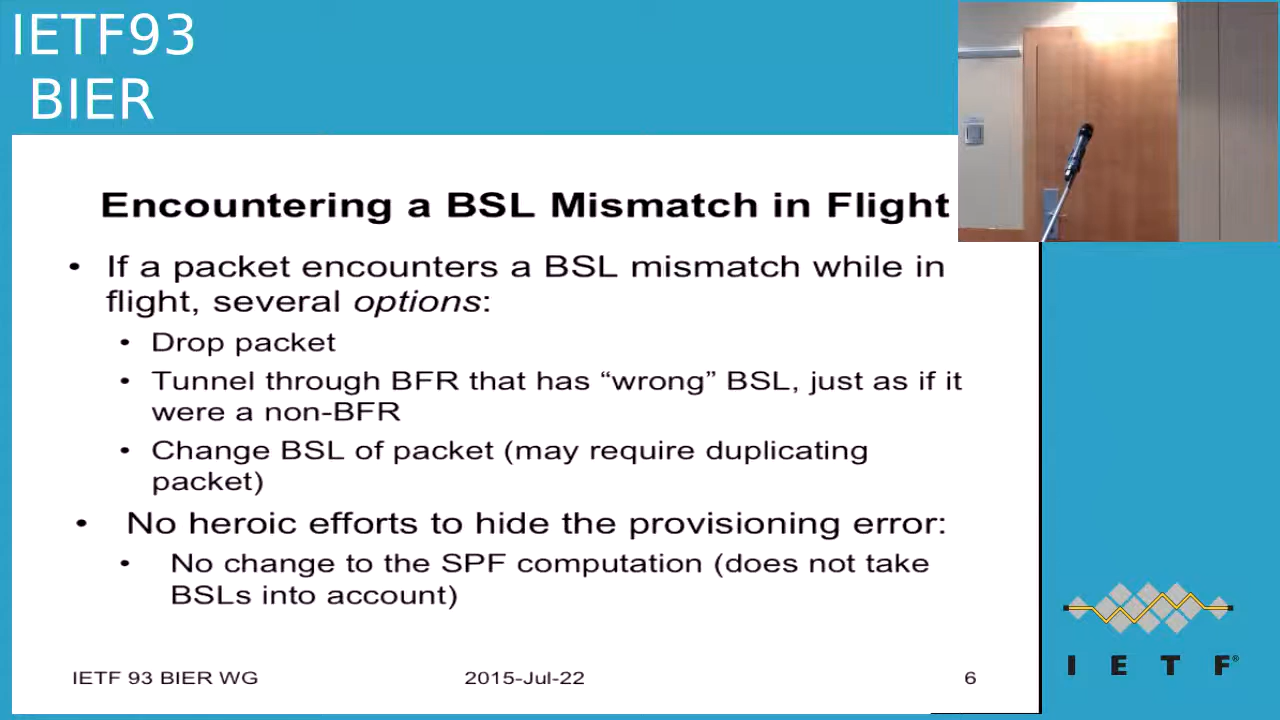 IETF93
BIER
Encountering a BSL Mismatch in Flight
• If a packet encounters a BSL mismatch while in
flight, several options:
• Drop packet
• Tunnel through BFR that has “wrong” BSL, just as if it
were a non-BFR
• Change BSL of packet (may require duplicating
packet)
• No heroic efforts to hide the provisioning error:
• No change to the SPF computation (does not take
BSLs into account)
IETF 93 BIER WG 2015-Jul-22 6
I E T F®